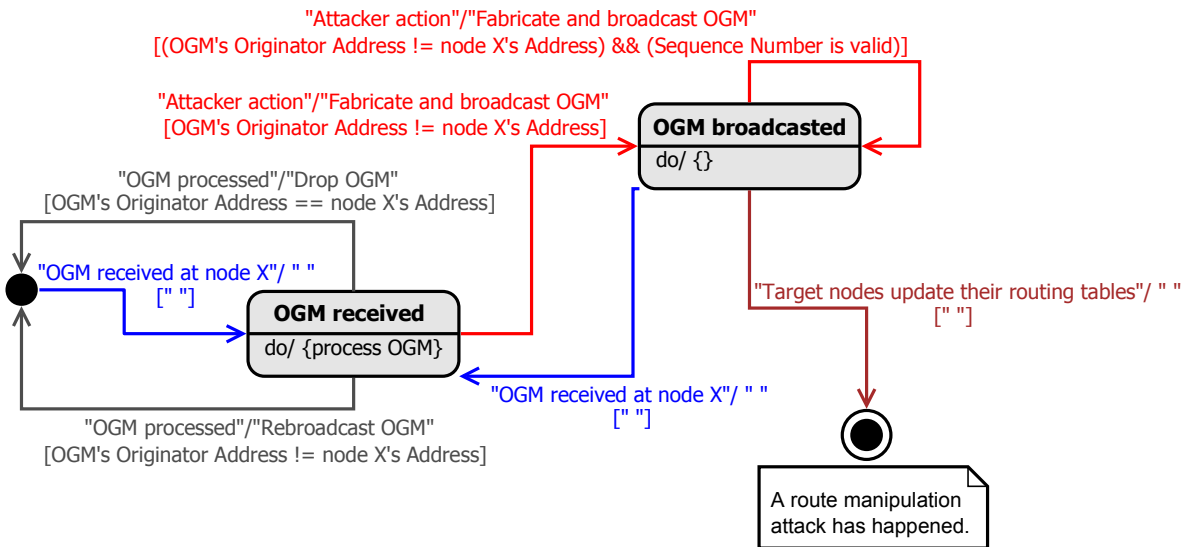 "Attacker action"/"Fabricate and broadcast OGM"
[(OGM's Originator Address != node X's Address) && (Sequence Number is valid)]
"Attacker action"/"Fabricate and broadcast OGM"
[OGM's Originator Address != node X's Address]
OGM broadcasted
do/ {}
"OGM processed"/"Drop OGM"
[OGM's Originator Address == node X's Address]
"OGM received at node X"/ " "
[" "]
OGM received
do/ {process OGM}
"Target nodes update their routing tables"/ " "
[" "]
"OGM received at node X"/ " "
[" "]
"OGM processed"/"Rebroadcast OGM"
[OGM's Originator Address != node X's Address]
A route manipulation
attack has happened.